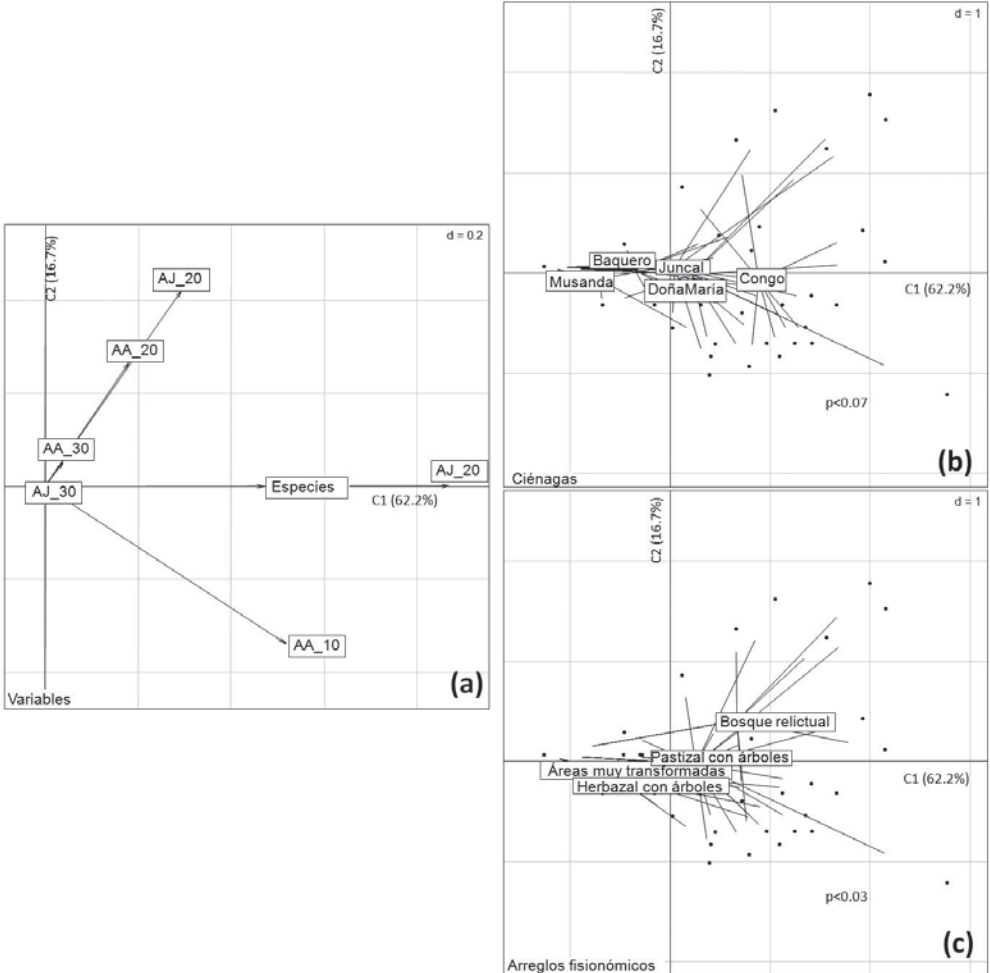 d = 0.2
C2 (16.7%)
AJ_20
AA_20
AA_30
AJ_30
Especies
AJ_20
C1 (62.2%)
AA_10
(a)
Variables
d = 1
C2 (16.7%)
Baquero
Juncal
Musanda
DoñaMaría
Congo
C1 (62.2%)
p<0.07
(b)
Ciénagas
d = 1
C2 (16.7%)
Bosque relictual
Pastizal con árboles
Áreas muy transformadas
Herbazal con árboles
C1 (62.2%)
p<0.03
(c)
Arreglos fisionómicos